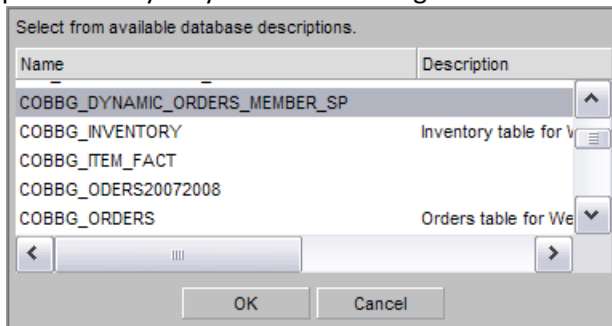 Select from available database descriptions.
Name Description
COBBG_DYNAMIC_ORDERS_MEMBER_SP
COBBG_INVENTORY Inventory table for
COBBG_ITEM_FACT
COBBG_ODERS20072008
COBBG_ORDERS Orders table for We
OK Cancel